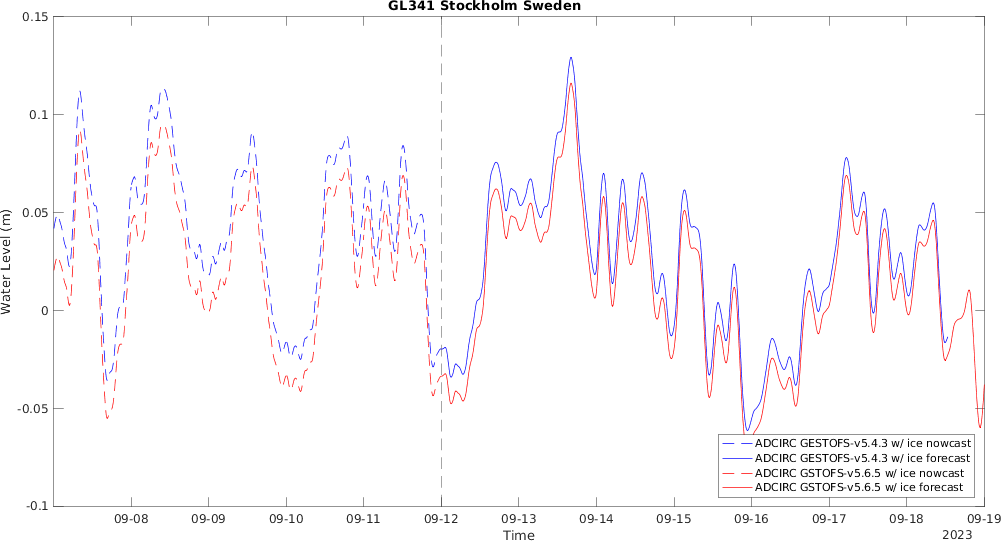 GL341 Stockholm Sweden
0.15
0.1
0.05
0
-0.05
-0.1
Water Level (m)
09-08 09-09 09-10 09-11 09-12 09-13 09-14 09-15 09-16 09-17 09-18 09-19
Time
2023
ADCIRC GESTOFS-v5.4.3 w/ ice nowcast
ADCIRC GESTOFS-v5.4.3 w/ ice forecast
ADCIRC GSTOFS-v5.6.5 w/ ice nowcast
ADCIRC GSTOFS-v5.6.5 w/ ice forecast